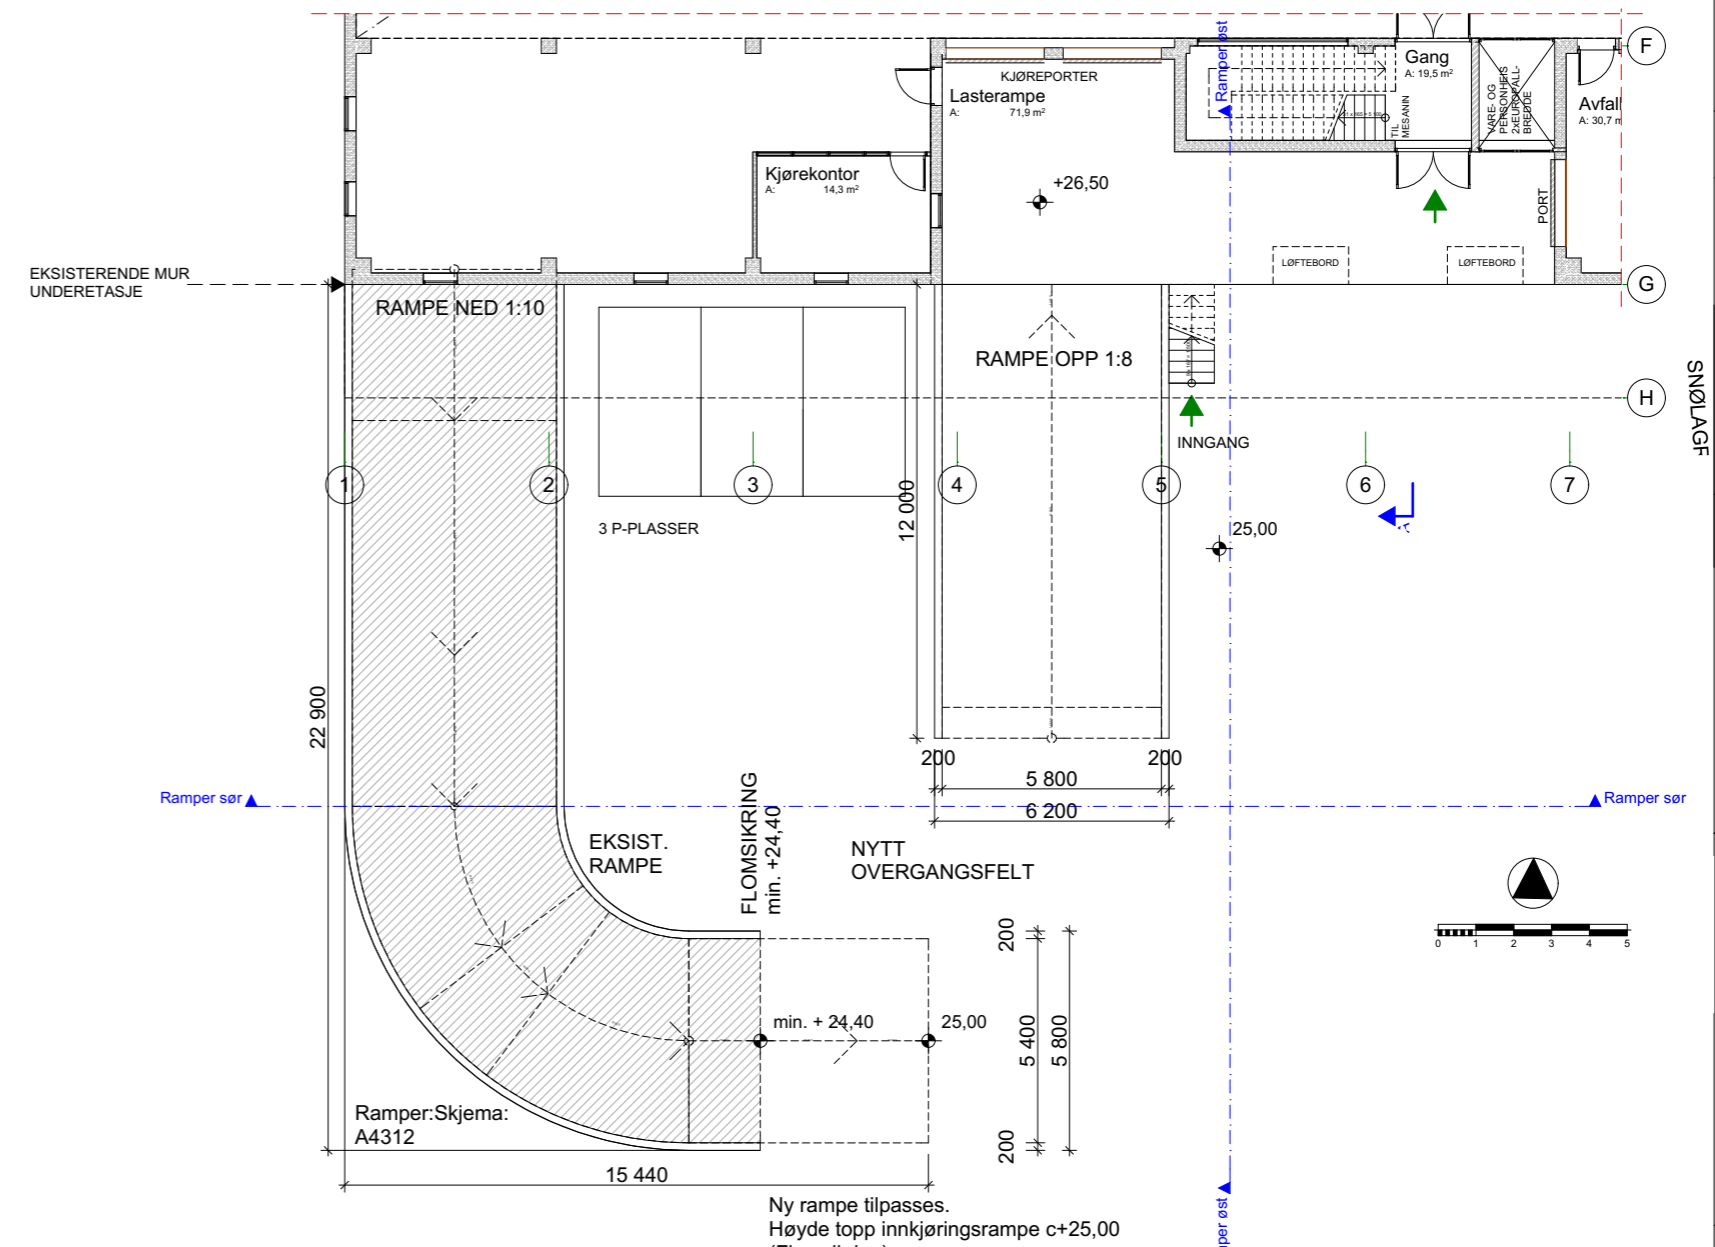 Ramper øst
F
Gang
A: 19,5 m²
KJØREPORTER
Lasterampe
A: 71,9 m²
TIL
MESANIN
VARE- OG
PERSONHEIS
2xEUROPALL-
BREDDE
Avfal
A: 30,7 m
Kjørekontor
A: 14,3 m²
+26,50
PORT
EKSISTERENDE MUR
UNDERETASJE
LØFTEBORD
LØFTEBORD
G
RAMPE NED 1:10
RAMPE OPP 1:8
SNØLAGF
H
INNGANG
1
2
3
4
5
6
7
12 000
3 P-PLASSER
25,00
A
22 900
200
200
5 800
6 200
Ramper sør
Ramper sør
EKSIST.
RAMPE
FLOMSIKRING
min. +24,40
NYTT
OVERGANGSFELT
0 1 2 3 4 5
200
min. + 24,40
25,00
5 400
5 800
200
Ramper:Skjema:
A4312
15 440
Ny rampe tilpasses.
Høyde topp innkjøringsrampe c+25,00
per øst